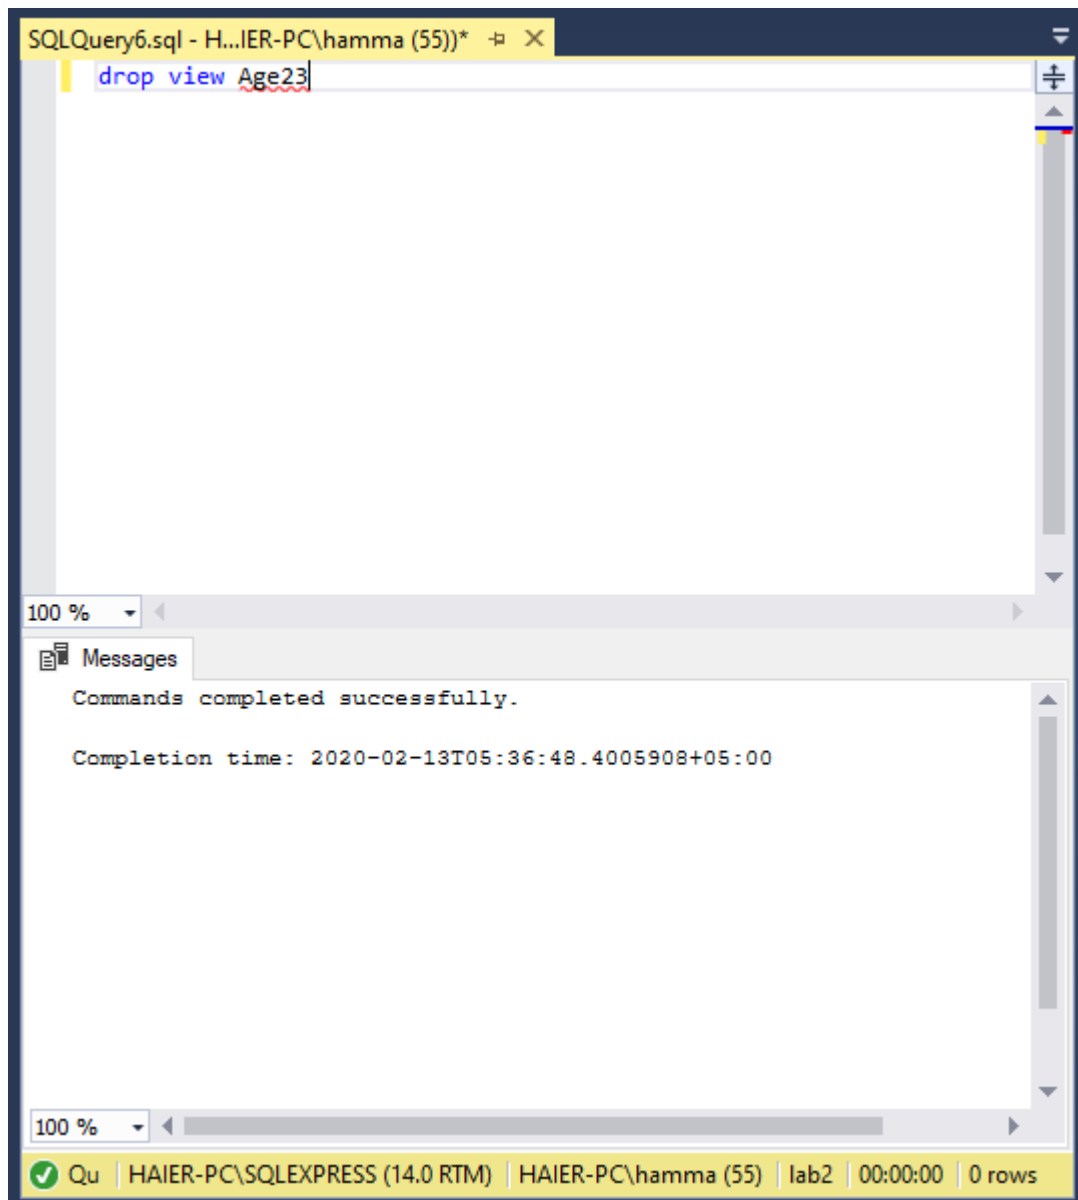 SQLQuery6.sql - H...IER-PC\hamma (55))*
drop view Age23
100 %
Messages
Commands completed successfully.
Completion time: 2020-02-13T05:36:48.4005908+05:00
100 %
Qu HAIER-PC\SQLEXPRESS (14.0 RTM) HAIER-PC\hamma (55) lab2 00:00:00 0 rows